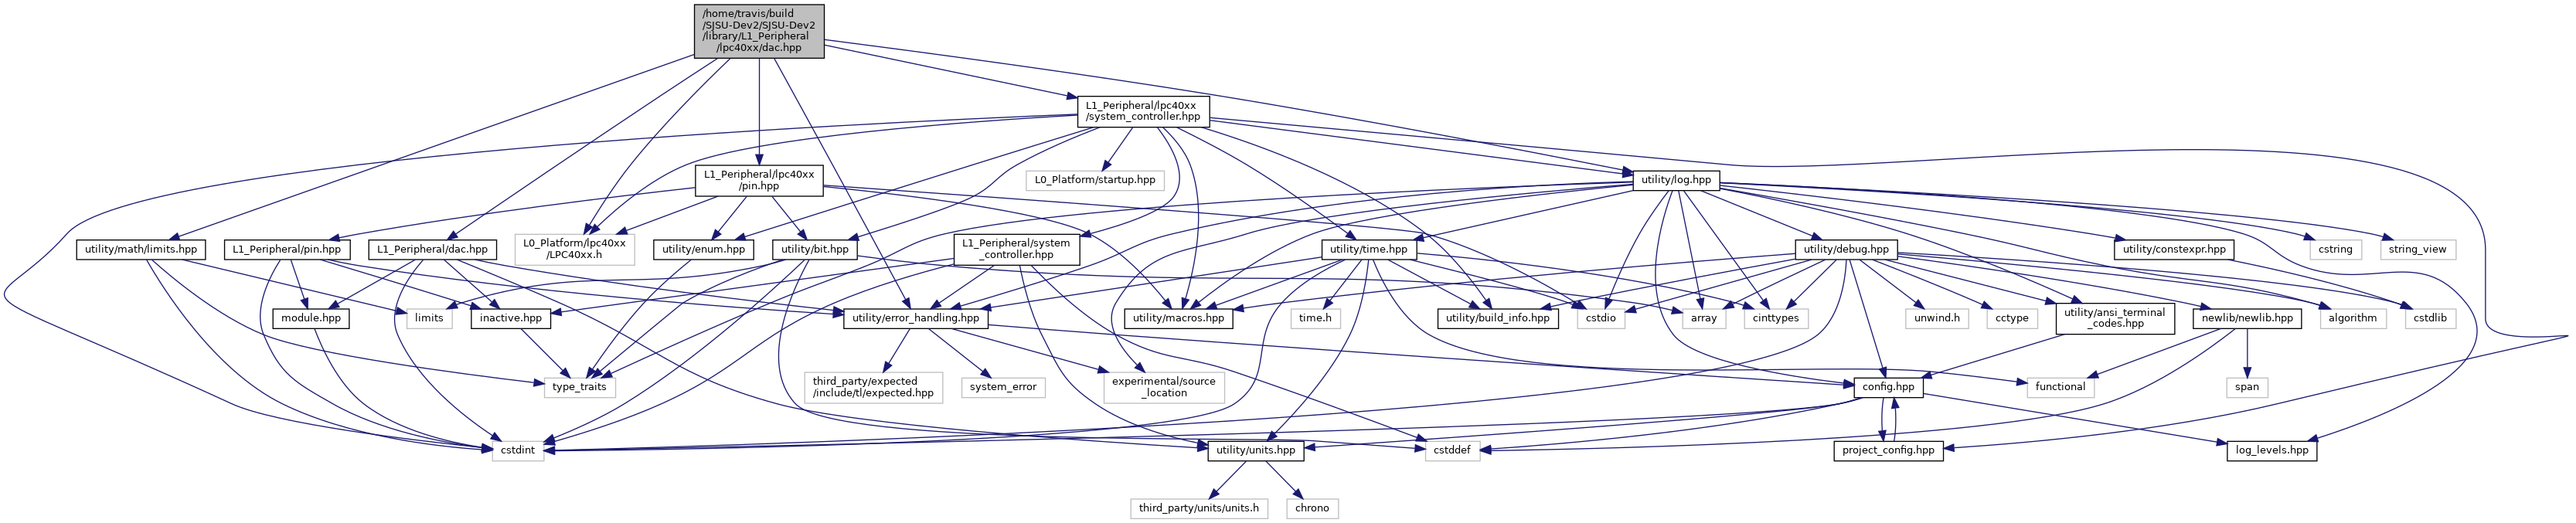 /home/travis/build
/SJSU-Dev2/SJSU-Dev2
/library/L1_Peripheral
/lpc40xx/dac.hpp
L1_Peripheral/lpc40xx
/system_controller.hpp
L1_Peripheral/lpc40xx
/pin.hpp
L0_Platform/startup.hpp
utility/log.hpp
utility/math/limits.hpp
L1_Peripheral/pin.hpp
L1_Peripheral/dac.hpp
L0_Platform/lpc40xx
/LPC40xx.h
utility/enum.hpp
utility/bit.hpp
L1_Peripheral/system
_controller.hpp
utility/time.hpp
utility/debug.hpp
utility/constexpr.hpp
cstring
string_view
module.hpp
limits
inactive.hpp
utility/error_handling.hpp
utility/macros.hpp
time.h
utility/build_info.hpp
cstdio
array
cinttypes
unwind.h
cctype
utility/ansi_terminal
_codes.hpp
newlib/newlib.hpp
algorithm
cstdlib
type_traits
third_party/expected
/include/tl/expected.hpp
system_error
experimental/source
_location
config.hpp
functional
span
cstdint
utility/units.hpp
cstddef
project_config.hpp
log_levels.hpp
third_party/units/units.h
chrono